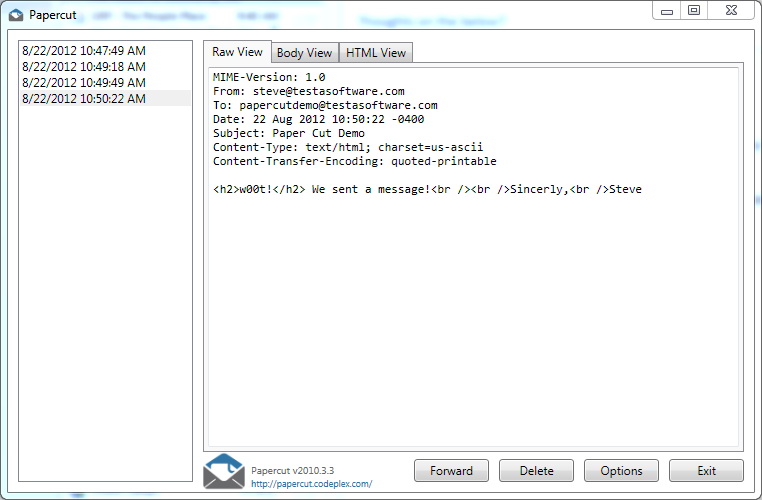 Papercut
8/22/2012 10:47:49 AM
8/22/2012 10:49:18 AM
8/22/2012 10:49:49 AM
8/22/2012 10:50:22 AM
Raw View
Body View
HTML View
MIME-Version: 1.0
From: steve@testasoftware.com
To: papercutdemo@testasoftware.com
Date: 22 Aug 2012 10:50:22 -0400
Subject: Paper Cut Demo
Content-Type: text/html; charset=us-ascii
Content-Transfer-Encoding: quoted-printable
<h2>w00t!</h2> We sent a message!<br /><br />Sincerly,<br />Steve
Papercut v2010.3.3
http://papercut.codeplex.com/
Forward
Delete
Options
Exit